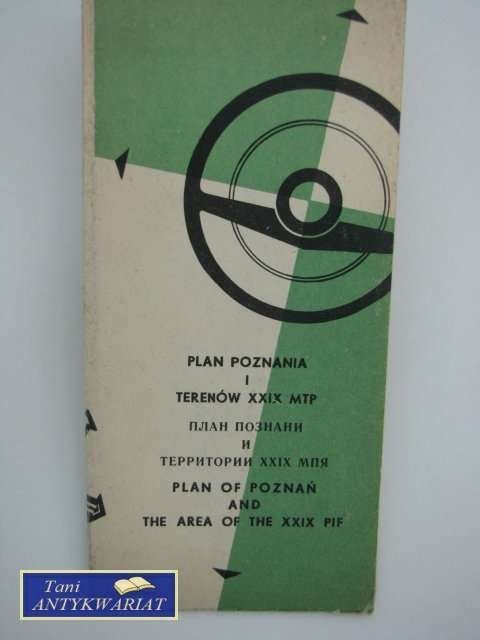 PLAN POZNANIA
I
TERENÓW XXIX MTP
ПЛАН ПОЗНАНИ
И
ТЕРРИТОРИИ XXIX МПЯ
PLAN OF POZNAŃ
AND
THE AREA OF THE XXIX PIF
Tani
ANTYKWARIAT